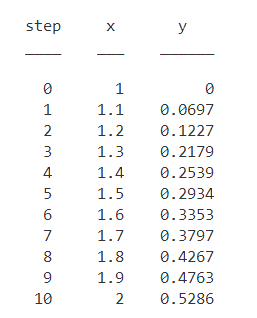 step x y
____ ___ ______
0 1 0
1 1.1 0.0697
2 1.2 0.1227
3 1.3 0.2179
4 1.4 0.2539
5 1.5 0.2934
6 1.6 0.3353
7 1.7 0.3797
8 1.8 0.4267
9 1.9 0.4763
10 2 0.5286